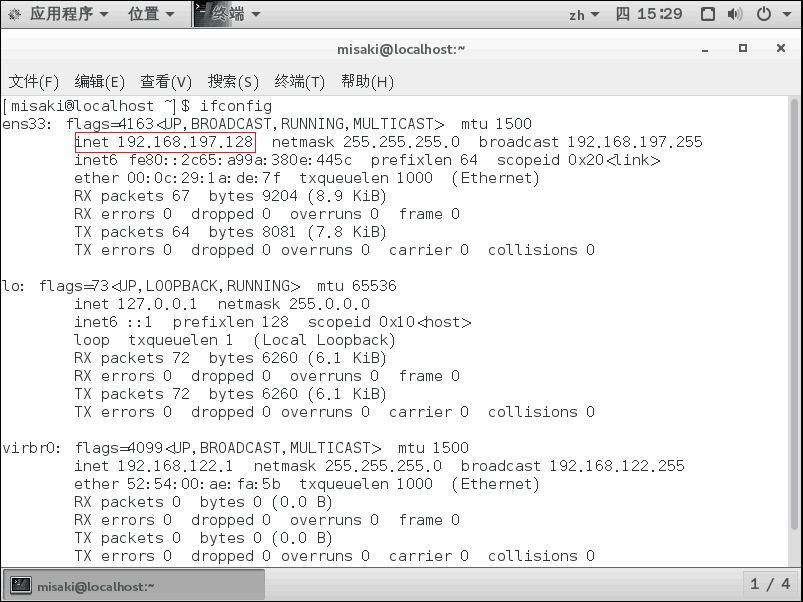 应用程序 位置 终端 zh 四 15:29
misaki@localhost:~
文件(F) 编辑(E) 查看(V) 搜索(S) 终端(T) 帮助(H)
[misaki@localhost ~]$ ifconfig
ens33: flags=4163<UP,BROADCAST,RUNNING,MULTICAST> mtu 1500
inet 192.168.197.128 netmask 255.255.255.0 broadcast 192.168.197.255
inet6 fe80::2c65:a99a:380e:445c prefixlen 64 scopeid 0x20<link>
ether 00:0c:29:1a:de:7f txqueuelen 1000 (Ethernet)
RX packets 67 bytes 9204 (8.9 KiB)
RX errors 0 dropped 0 overruns 0 frame 0
TX packets 64 bytes 8081 (7.8 KiB)
TX errors 0 dropped 0 overruns 0 carrier 0 collisions 0
lo: flags=73<UP,LOOPBACK,RUNNING> mtu 65536
inet 127.0.0.1 netmask 255.0.0.0
inet6 ::1 prefixlen 128 scopeid 0x10<host>
loop txqueuelen 1 (Local Loopback)
RX packets 72 bytes 6260 (6.1 KiB)
RX errors 0 dropped 0 overruns 0 frame 0
TX packets 72 bytes 6260 (6.1 KiB)
TX errors 0 dropped 0 overruns 0 carrier 0 collisions 0
virbr0: flags=4099<UP,BROADCAST,MULTICAST> mtu 1500
inet 192.168.122.1 netmask 255.255.255.0 broadcast 192.168.122.255
ether 52:54:00:ae:fa:5b txqueuelen 1000 (Ethernet)
RX packets 0 bytes 0 (0.0 B)
RX errors 0 dropped 0 overruns 0 frame 0
TX packets 0 bytes 0 (0.0 B)
TX errors 0 dropped 0 overruns 0 carrier 0 collisions 0
misaki@localhost:~ 1 / 4